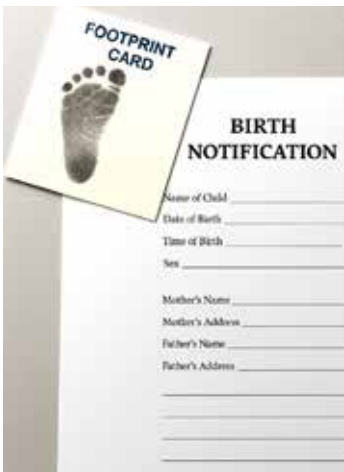 FOOTPRINT
CARD
BIRTH
NOTIFICATION
Name of Child
Date of Birth
Time of Birth
Sex
Mother's Name
Mother's Address
Father's Name
Father's Address